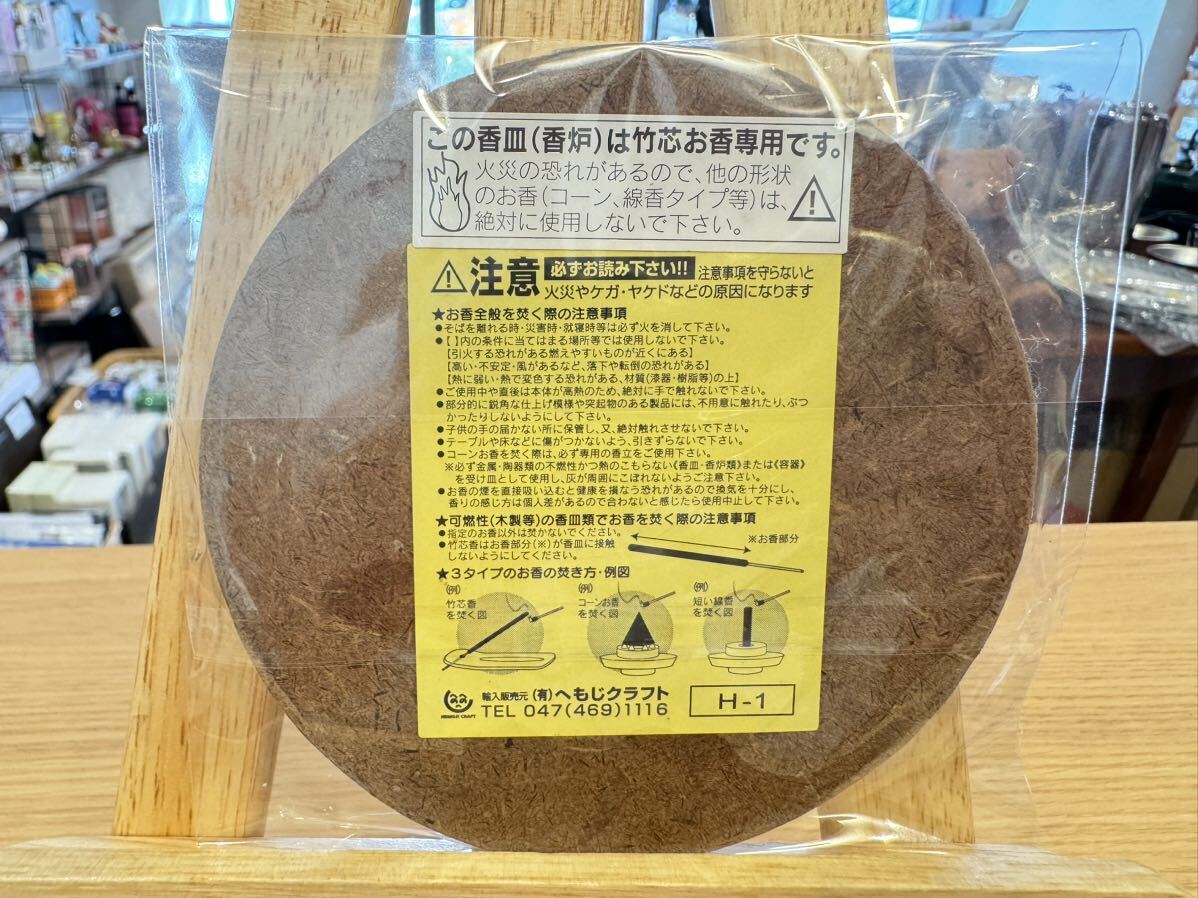 この香皿(香炉)は竹芯お香専用です。
火災の恐れがあるので、他の形状
のお香(コーン、線香タイプ等)は、
絶対に使用しないで下さい。
注意 必ずお読み下さい!! 注意事項を守らないと
火災やケガ・ヤケドなどの原因になります
★お香全般を焚く際の注意事項
●そばを離れる時・災害時・就寝時等は必ず火を消して下さい。
●【 】内の条件に当てはまる場所等では使用しないで下さい。
【引火する恐れがある燃えやすいものが近くにある】
【高い・不安定・風があるなど、落下や転倒の恐れがある】
【熱に弱い・熱で変色する恐れがある、材質(漆器・樹脂等)の上】
●ご使用中や直後は本体が高熱のため、絶対に手で触れないで下さい。
●部分的に鋭角な仕上げ模様や突起物のある製品には、不用意に触れたり、ぶつ
かったりしないようにして下さい。
●子供の手の届かない所に保管し、又、絶対触れさせないで下さい。
●テーブルや床などに傷がつかないよう、引きずらないで下さい。
●コーンお香を焚く際は、必ず専用の香立をご使用下さい。
※必ず金属・陶器類の不燃性かつ熱のこもらない《香皿・香炉類》または《容器》
を受け皿として使用し、灰が周囲にこぼれないようご注意下さい。
●お香の煙を直接吸い込むと健康を損なう恐れがあるので換気を十分にし、
香りの感じ方は個人差があるので合わないと感じたら使用中止して下さい。
★可燃性(木製等)の香皿類でお香を焚く際の注意事項
●指定のお香以外は焚かないでください。
●竹芯香はお香部分(※)が香皿に接触
しないようにしてください。
※お香部分
★3タイプのお香の焚き方・例図
(例)
竹芯香
を焚く図
(例)
コーンお香
を焚く図
(例)
短い線香
を焚く図
HEMOJI CRAFT
輸入販売元 (有)へもじクラフト
TEL 047(469)1116
H-1